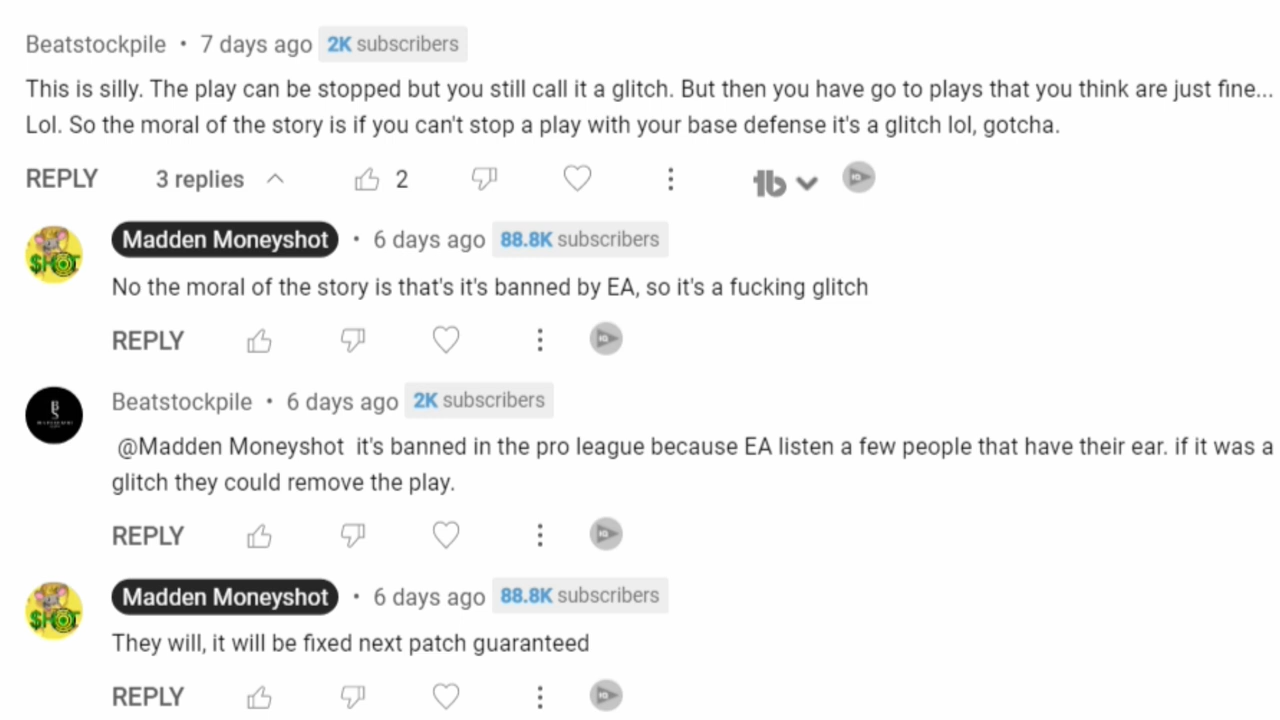 Beatstockpile • 7 days ago 2K subscribers
This is silly. The play can be stopped but you still call it a glitch. But then you have go to plays that you think are just fine...
Lol. So the moral of the story is if you can't stop a play with your base defense it's a glitch lol, gotcha.
REPLY 3 replies 2 tb
Madden Moneyshot • 6 days ago 88.8K subscribers
No the moral of the story is that's it's banned by EA, so it's a fucking glitch
REPLY
Beatstockpile • 6 days ago 2K subscribers
@Madden Moneyshot it's banned in the pro league because EA listen a few people that have their ear. if it was a
glitch they could remove the play.
REPLY
Madden Moneyshot • 6 days ago 88.8K subscribers
They will, it will be fixed next patch guaranteed
REPLY